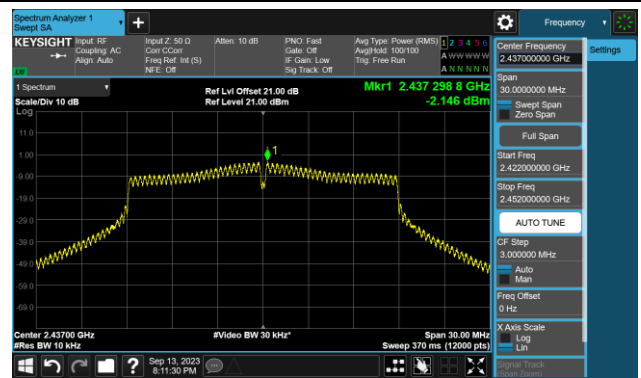 Spectrum Analyzer 1
Swept SA
+
Frequency
KEYSIGHT
Input: RF
Coupling: AC
Align: Auto
Input Z: 50 Ω
Corr CCorr
Freq Ref: Int (S)
NFE: Off
Atten: 10 dB
PNO: Fast
Gate: Off
IF Gain: Low
Sig Track: Off
Avg Type: Power (RMS)
Avg|Hold: 100/100
Trig: Free Run
1 2 3 4 5 6
A W W W W W
A N N N N N
1 Spectrum
Scale/Div 10 dB
Log
Ref Lvl Offset 21.00 dB
Ref Level 21.00 dBm
Mkr1 2.437 298 8 GHz
-2.146 dBm
11.0
1.00
-9.00
-19.0
-29.0
-39.0
-49.0
-59.0
-69.0
1
Center 2.43700 GHz
#Res BW 10 kHz
#Video BW 30 kHz*
Span 30.00 MHz
Sweep 370 ms (12000 pts)
Center Frequency
2.437000000 GHz
Settings
Span
30.0000000 MHz
Swept Span
Zero Span
Full Span
Start Freq
2.422000000 GHz
Stop Freq
2.452000000 GHz
AUTO TUNE
CF Step
3.000000 MHz
Auto
Man
Freq Offset
0 Hz
X Axis Scale
Log
Lin
Signal Track
(Span Zoom)
?
Sep 13, 2023
8:11:30 PM